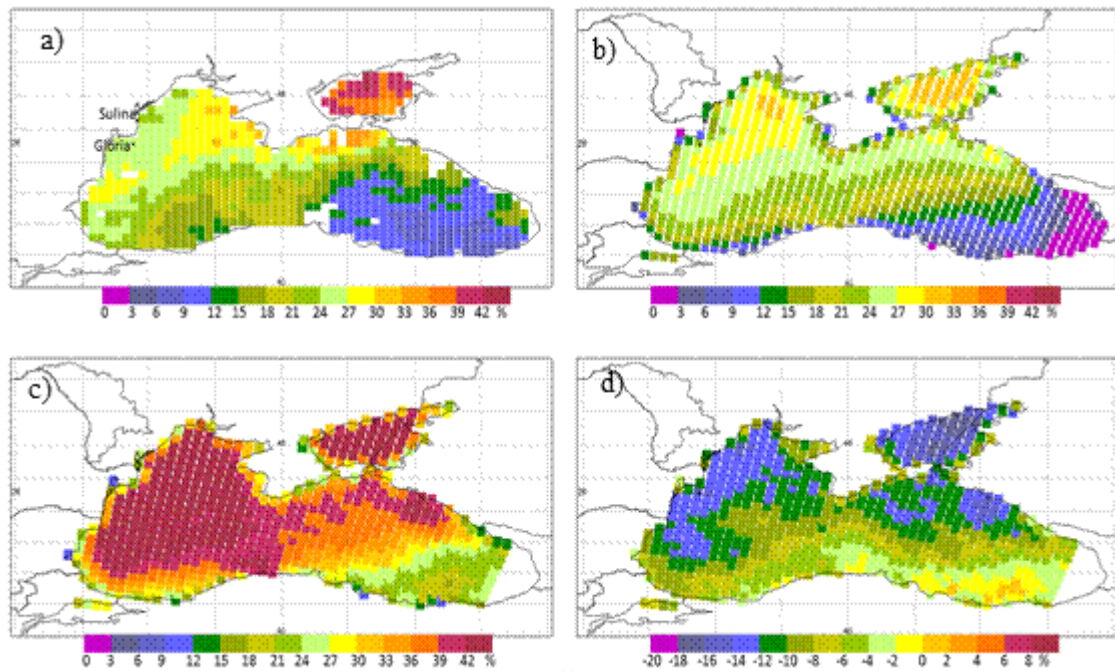 a)
Sulina
Gloria
0 3 6 9 12 15 18 21 24 27 30 33 36 39 42 %
b)
0 3 6 9 12 15 18 24 27 30 33 36 39 42 %
c)
0 3 6 9 12 15 18 21 24 27 30 33 36 39 42 %
d)
-20 -18 -16 -14 -12 -10 -8 -6 -4 -2 0 2 4 6 8 %